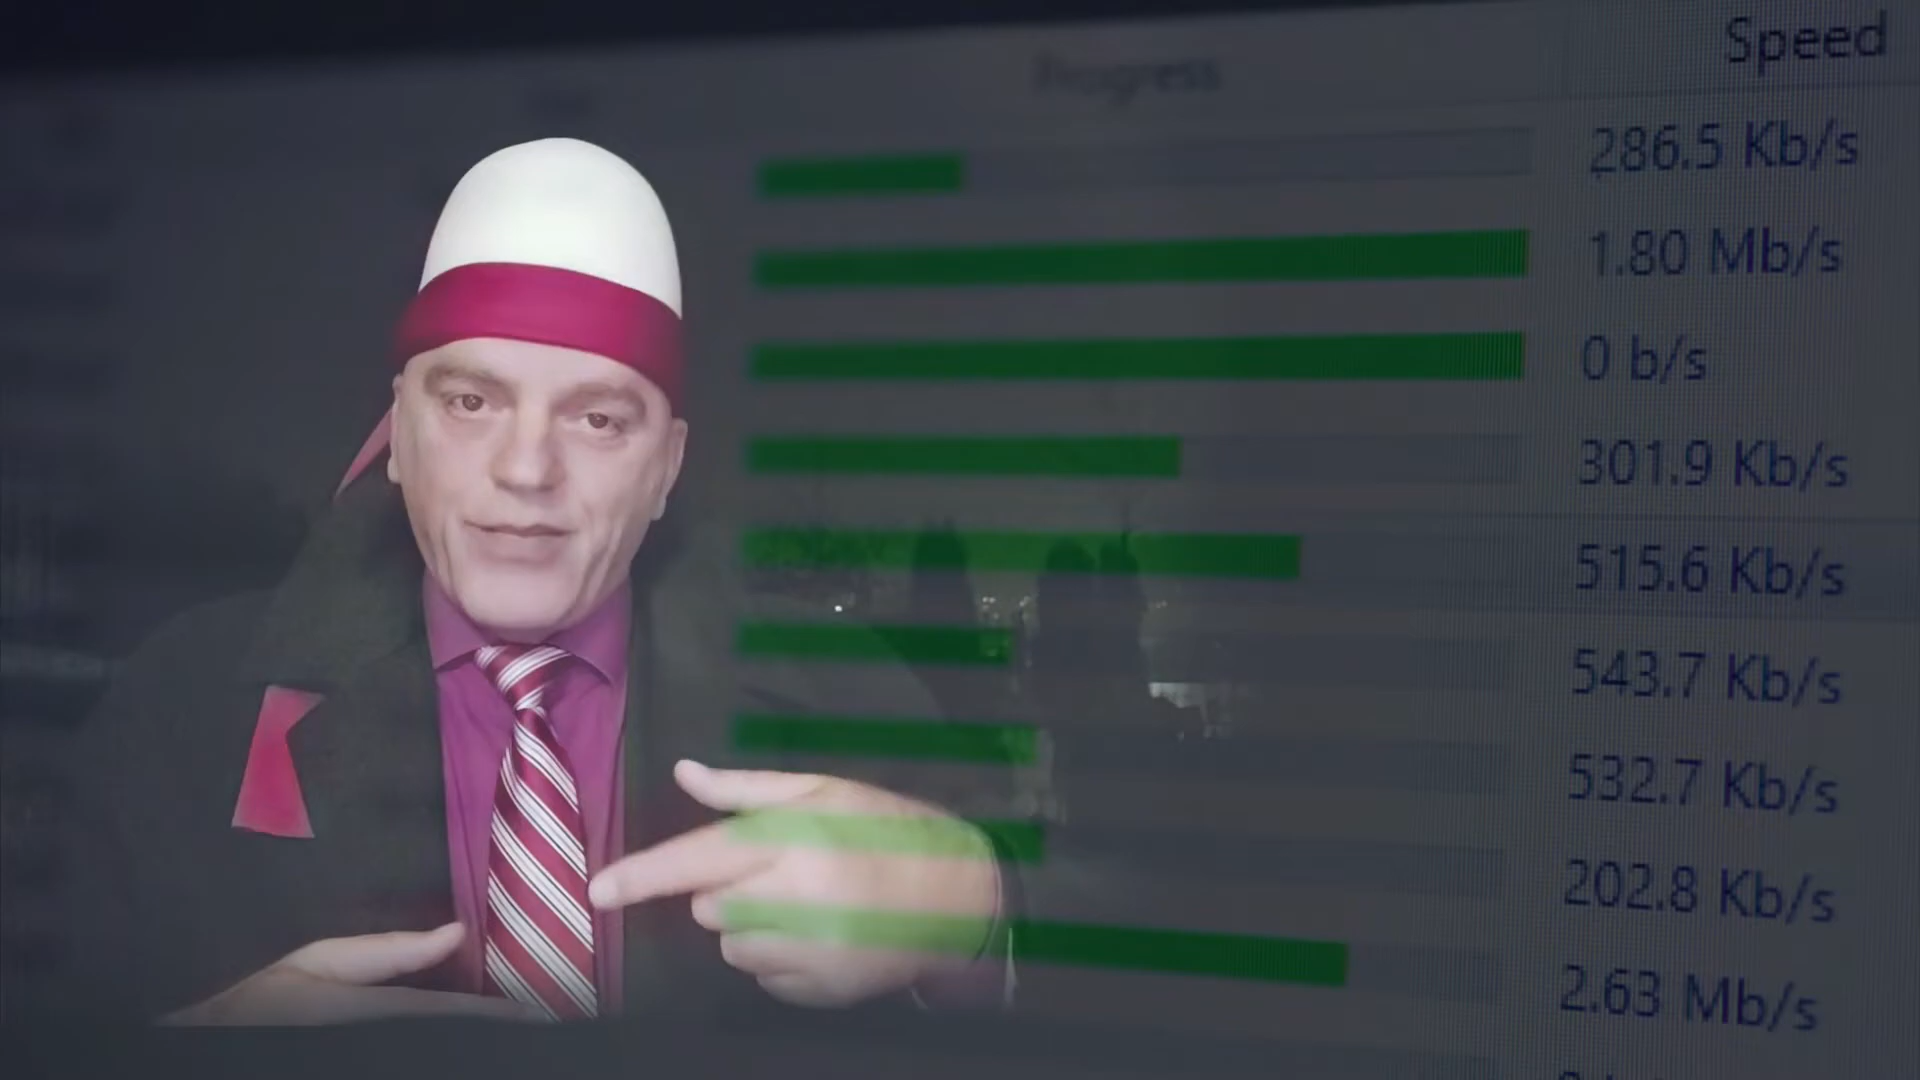 Progress
Speed
286.5 Kb/s
1.80 Mb/s
0 b/s
301.9 Kb/s
515.6 Kb/s
543.7 Kb/s
532.7 Kb/s
202.8 Kb/s
2.63 Mb/s